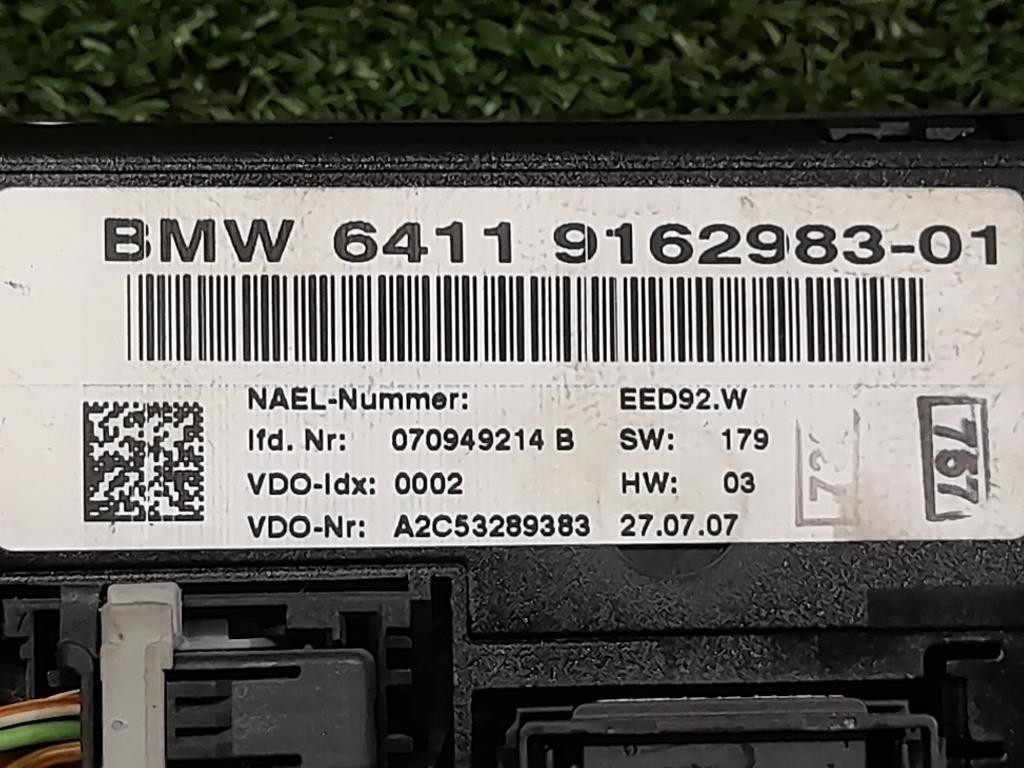 BMW 6411 9162983-01
NAEL-Nummer: EED92.W
lfd. Nr: 070949214 B SW: 179
VDO-Idx: 0002 HW: 03
VDO-Nr: A2C53289383 27.07.07
767